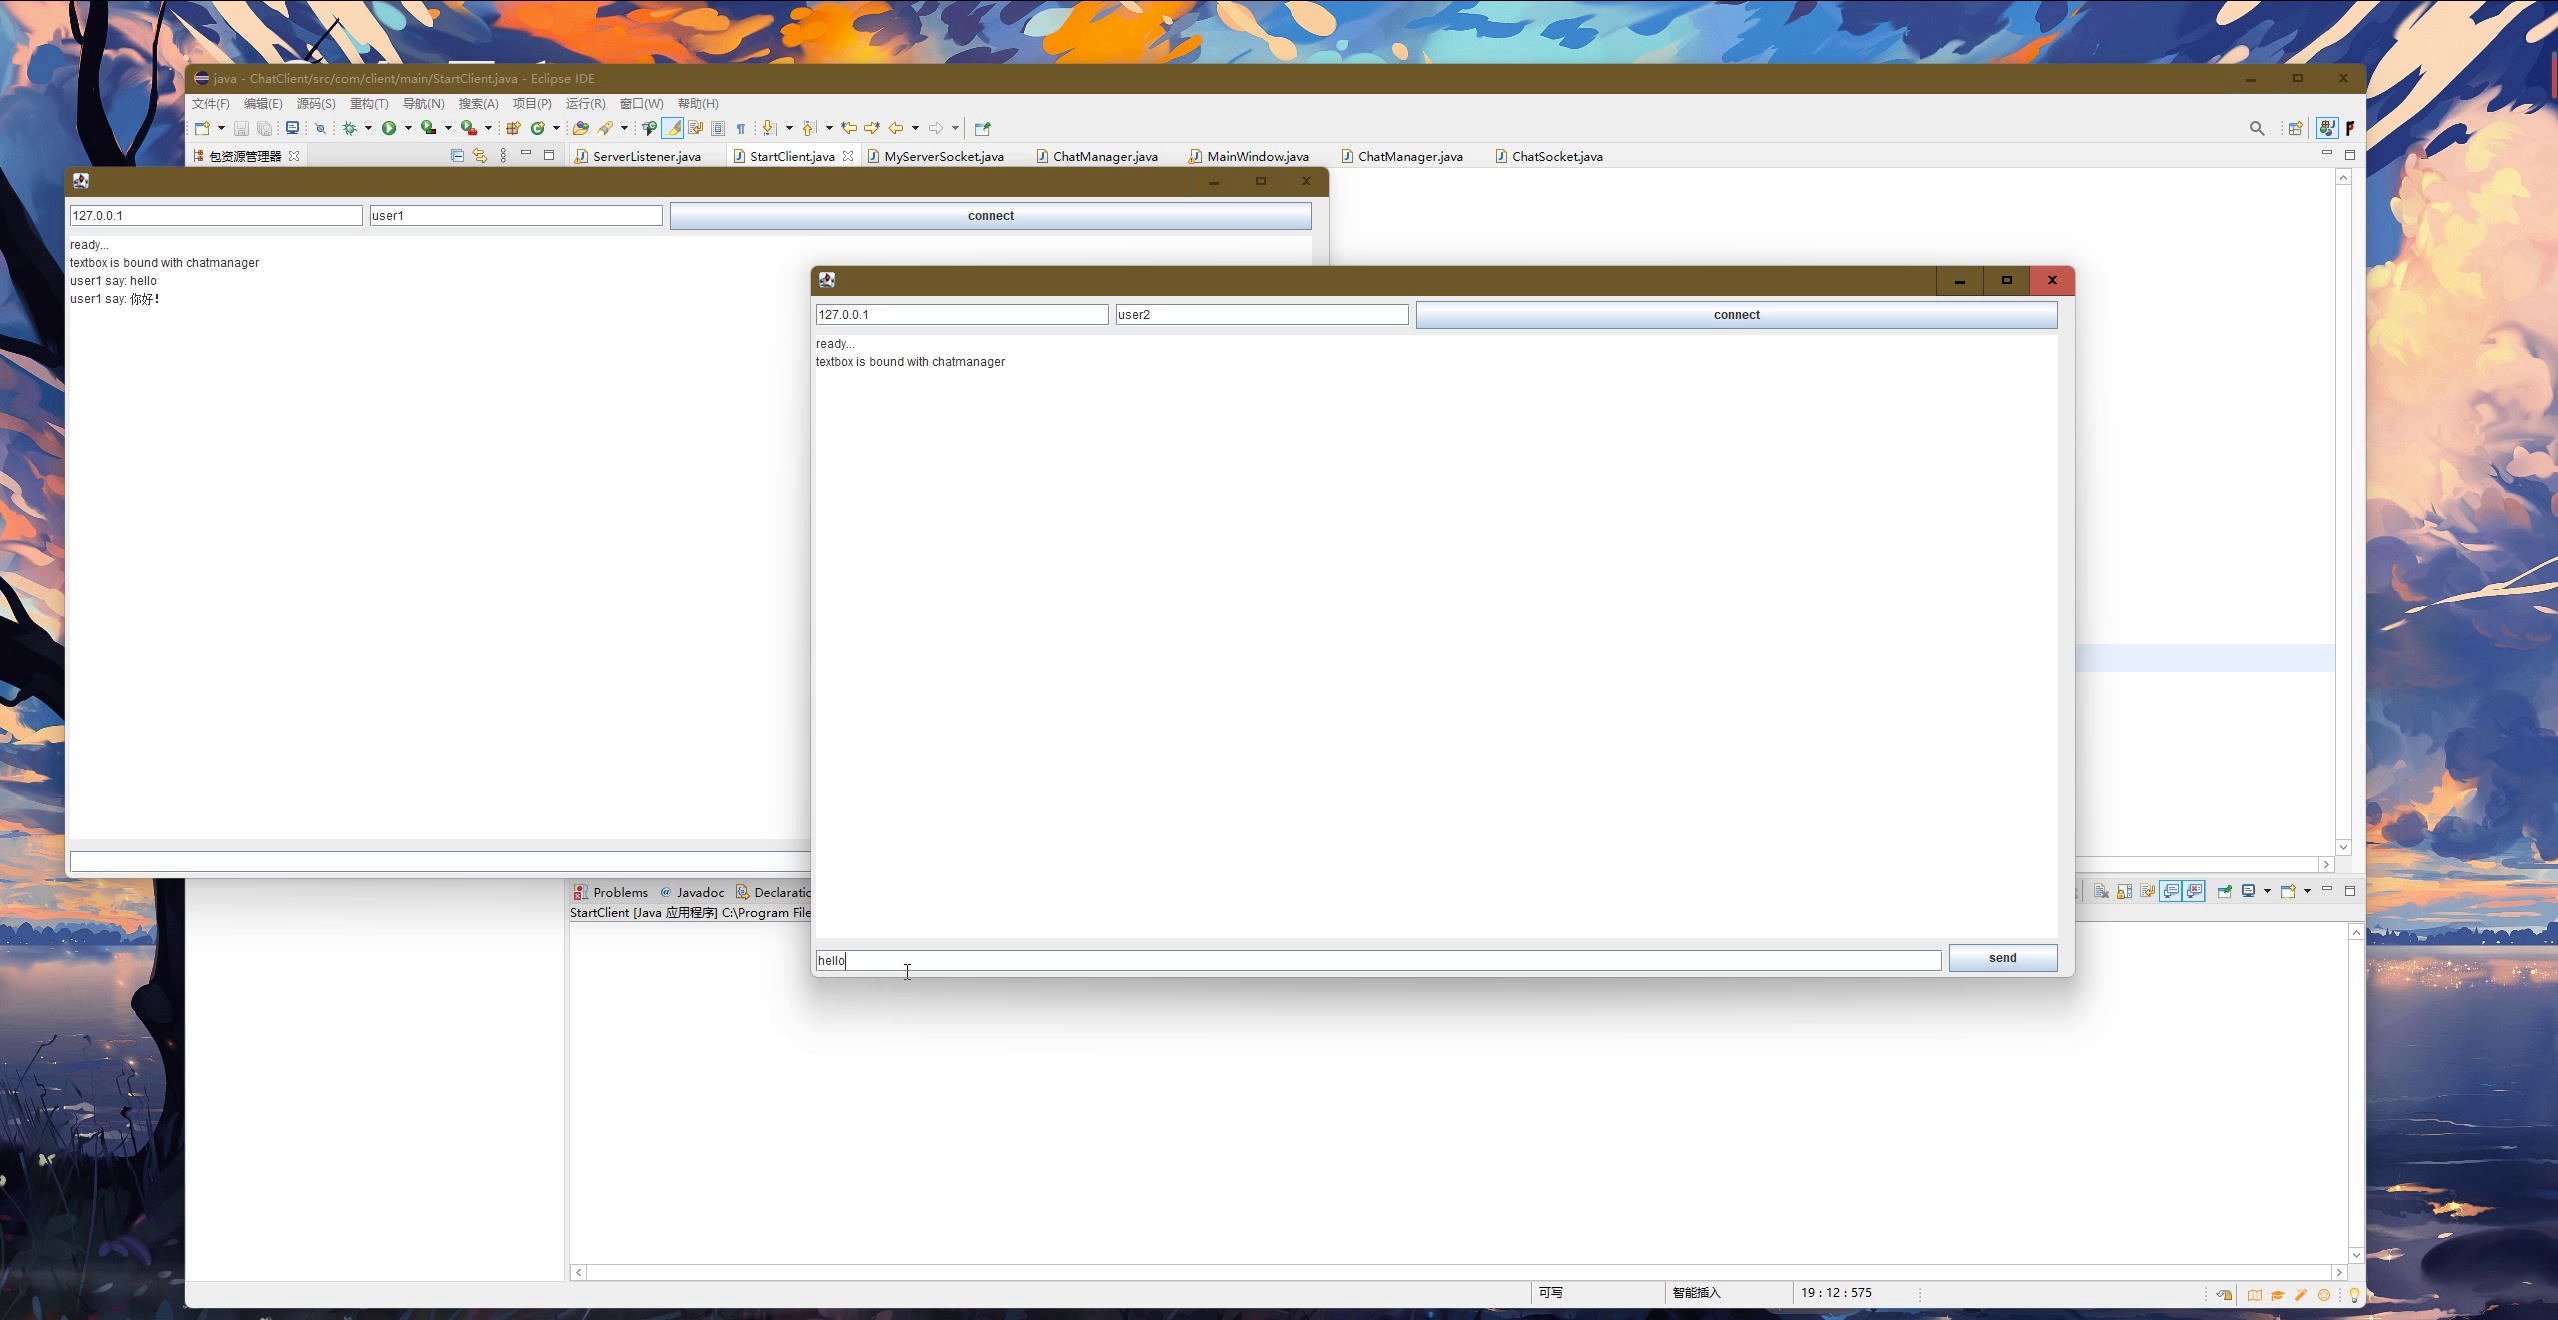 java - ChatClient/src/com/client/main/StartClient.java - Eclipse IDE
文件(F) 编辑(E) 源码(S) 重构(T) 导航(N) 搜索(A) 项目(P) 运行(R) 窗口(W) 帮助(H)
包资源管理器 ServerListener.java StartClient.java MyServerSocket.java ChatManager.java MainWindow.java ChatManager.java ChatSocket.java
127.0.0.1 user1 connect
ready...
textbox is bound with chatmanager
user1 say: hello
user1 say: 你好!
127.0.0.1 user2 connect
ready...
textbox is bound with chatmanager
hello send
Problems @ Javadoc Declaratio
StartClient [Java 应用程序] C:\Program File
可写 智能插入 19 : 12 : 575